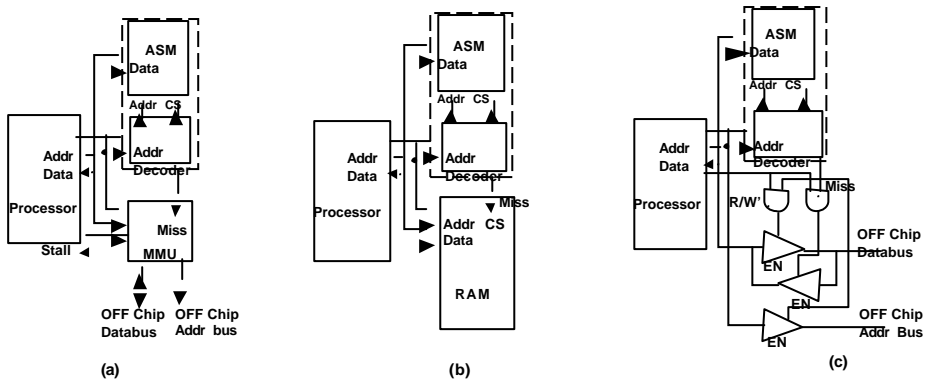 ASM
Data
Addr CS
Addr
Data
Addr
Decoder
Processor
Miss
Stall
MMU
OFF Chip
Databus
OFF Chip
Addr bus
(a)
ASM
Data
Addr CS
Addr
Data
Addr
Decoder
Processor
Miss
Addr CS
Data
RAM
(b)
ASM
Data
Addr CS
Addr
Data
Addr
Decoder
Processor
Miss
R/W'
OFF Chip
Databus
EN
EN
OFF Chip
Addr Bus
EN
(c)